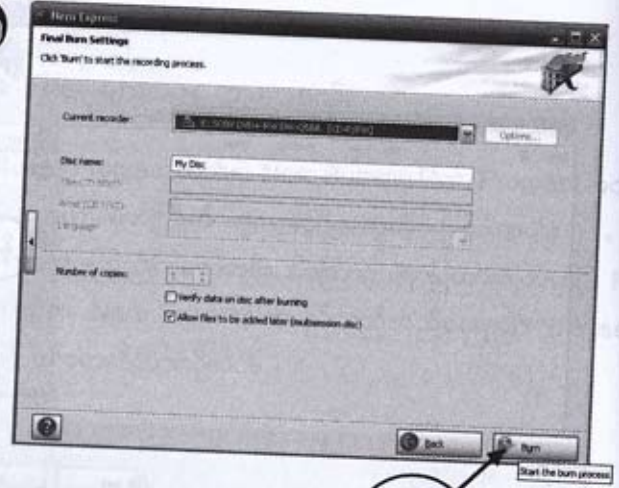 Nero Express
Final Burn Settings
Click 'Burn' to start the recording process.
Current recorder:
Options...
Disc name:
My Disc
Language:
Number of copies:
Verify data on disc after burning
Allow files to be added later (multisession disc)
Back
Burn
Start the burn process